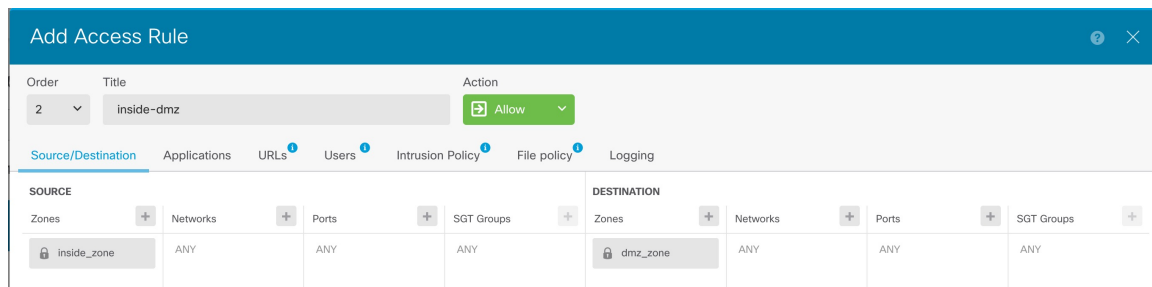 Add Access Rule
Order Title Action
2 inside-dmz Allow
Source/Destination Applications URLs Users Intrusion Policy File policy Logging
SOURCE DESTINATION
Zones Networks Ports SGT Groups Zones Networks Ports SGT Groups
inside_zone ANY ANY ANY dmz_zone ANY ANY ANY